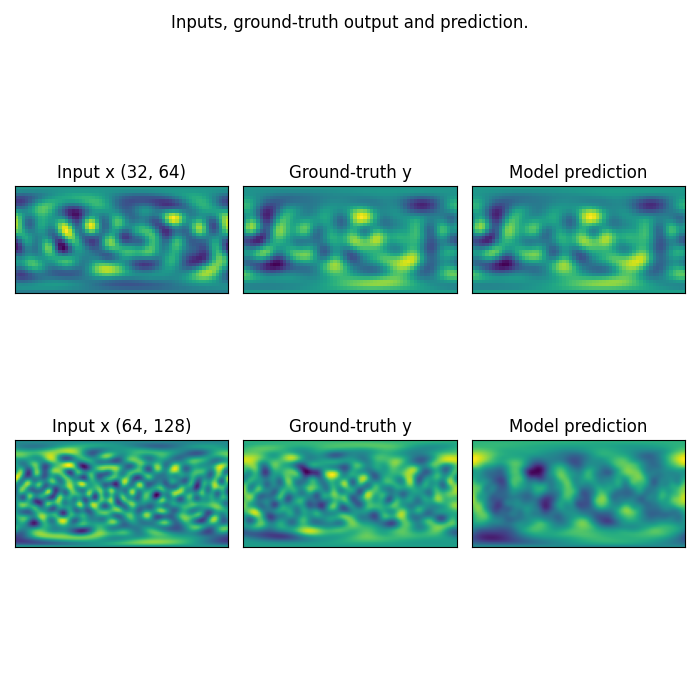 Inputs, ground-truth output and prediction.
Input x (32, 64)
Ground-truth y
Model prediction
Input x (64, 128)
Ground-truth y
Model prediction